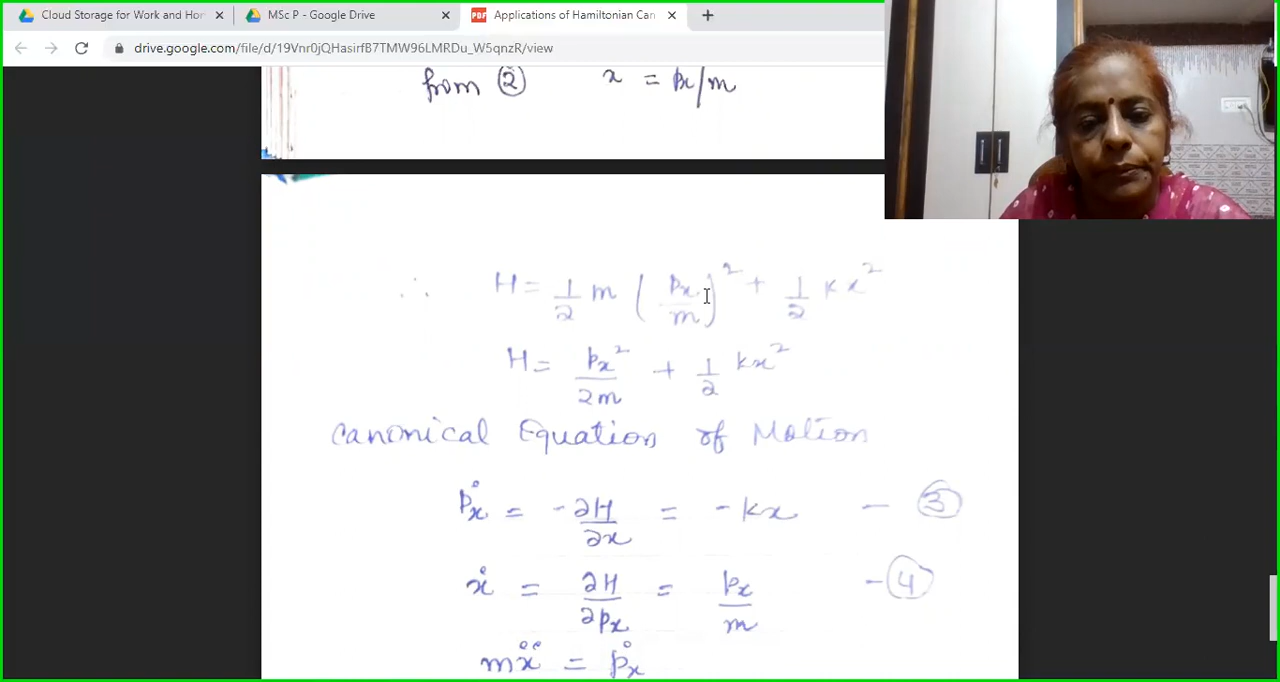 Cloud Storage for Work and Hor
MSc P - Google Drive
PDF Applications of Hamiltonian Can
drive.google.com/file/d/19Vnr0jQHasirfB7TMW96LMRDu_W5qnzR/view
from ② x = px/m
∴ H = 1/2 m (px/m)² + 1/2 kx²
H = px²/2m + 1/2 kx²
canonical Equation of Motion
ṗx = -∂H/∂x = -kx - ③
ẋ = ∂H/∂px = px/m - ④
mẍ = ṗx